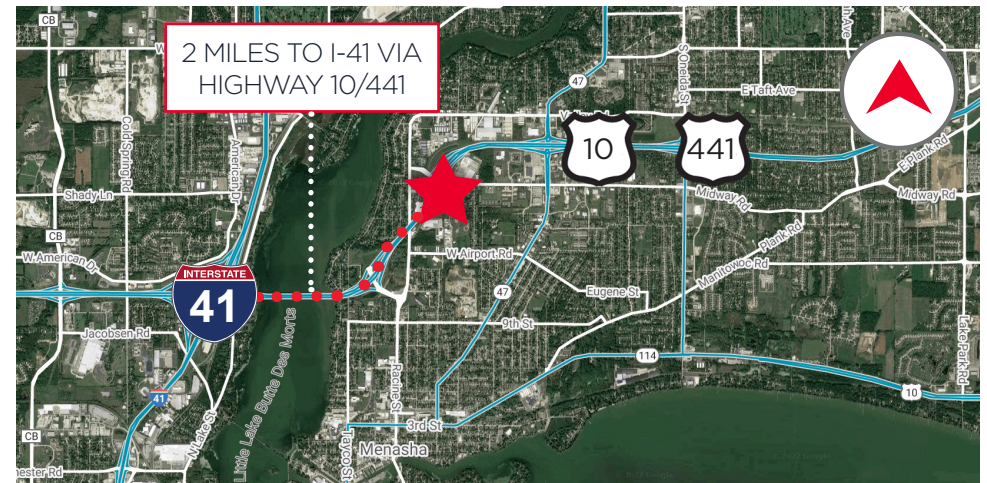 CB
47
S Oneida St
E Taft Ave
2 MILES TO I-41 VIA
HIGHWAY 10/441
10
441
Cold Spring Rd
American Dr
E Plank Rd
Shady Ln
Midway Rd
Midway Rd
CB
W American Dr
W Airport Rd
Plank Rd
Manitowoc Rd
INTERSTATE
41
47
Eugene St
9th St
Jacobsen Rd
Little Lake Butte Des Morts
Racine St
114
Lake Park Rd
41
10
N Lake St
3rd St
CB
Tayco St
Menasha